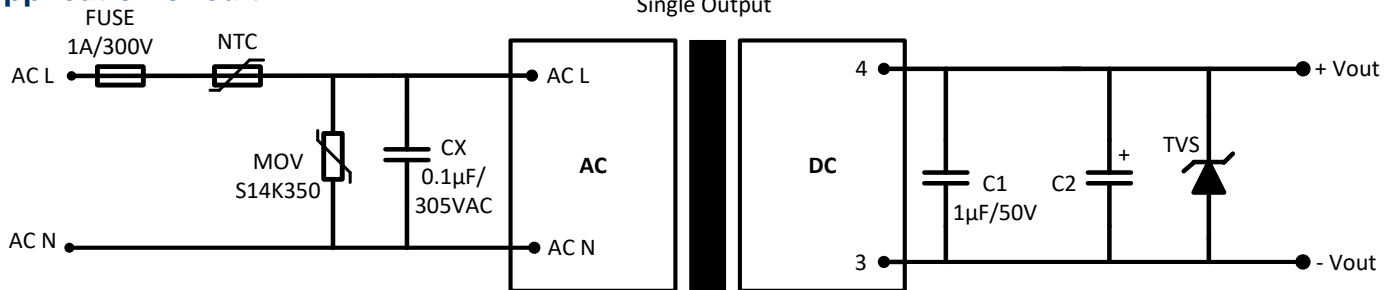 Single Output
FUSE
1A/300V
NTC
AC L
AC L
4
+ Vout
MOV
S14K350
CX
0.1µF/
305VAC
AC
DC
C1
1µF/50V
C2
+
TVS
AC N
AC N
3
- Vout